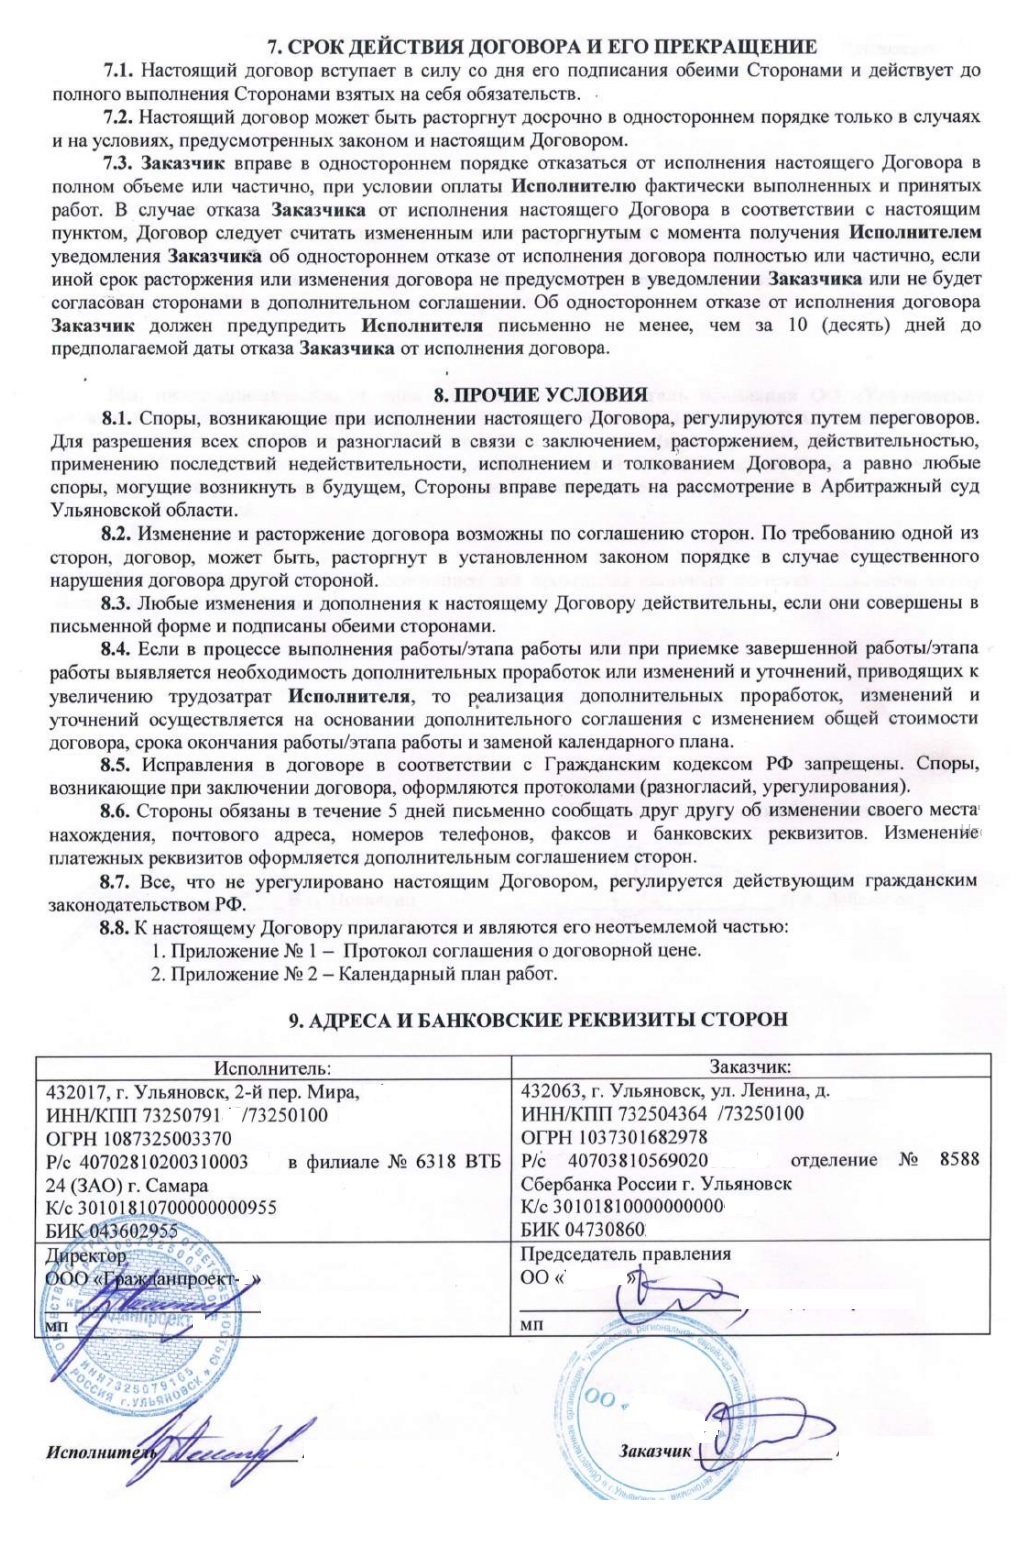 7. СРОК ДЕЙСТВИЯ ДОГОВОРА И ЕГО ПРЕКРАЩЕНИЕ
7.1. Настоящий договор вступает в силу со дня его подписания обеими Сторонами и действует до
полного выполнения Сторонами взятых на себя обязательств.
7.2. Настоящий договор может быть расторгнут досрочно в одностороннем порядке только в случаях
и на условиях, предусмотренных законом и настоящим Договором.
7.3. Заказчик вправе в одностороннем порядке отказаться от исполнения настоящего Договора в
полном объеме или частично, при условии оплаты Исполнителю фактически выполненных и принятых
работ. В случае отказа Заказчика от исполнения настоящего Договора в соответствии с настоящим
пунктом, Договор следует считать измененным или расторгнутым с момента получения Исполнителем
уведомления Заказчика об одностороннем отказе от исполнения договора полностью или частично, если
иной срок расторжения или изменения договора не предусмотрен в уведомлении Заказчика или не будет
согласован сторонами в дополнительном соглашении. Об одностороннем отказе от исполнения договора
Заказчик должен предупредить Исполнителя письменно не менее, чем за 10 (десять) дней до
предполагаемой даты отказа Заказчика от исполнения договора.
8. ПРОЧИЕ УСЛОВИЯ
8.1. Споры, возникающие при исполнении настоящего Договора, регулируются путем переговоров.
Для разрешения всех споров и разногласий в связи с заключением, расторжением, действительностью,
применению последствий недействительности, исполнением и толкованием Договора, а равно любые
споры, могущие возникнуть в будущем, Стороны вправе передать на рассмотрение в Арбитражный суд
Ульяновской области.
8.2. Изменение и расторжение договора возможны по соглашению сторон. По требованию одной из
сторон, договор, может быть, расторгнут в установленном законом порядке в случае существенного
нарушения договора другой стороной.
8.3. Любые изменения и дополнения к настоящему Договору действительны, если они совершены в
письменной форме и подписаны обеими сторонами.
8.4. Если в процессе выполнения работы/этапа работы или при приемке завершенной работы/этапа
работы выявляется необходимость дополнительных проработок или изменений и уточнений, приводящих к
увеличению трудозатрат Исполнителя, то реализация дополнительных проработок, изменений и
уточнений осуществляется на основании дополнительного соглашения с изменением общей стоимости
договора, срока окончания работы/этапа работы и заменой календарного плана.
8.5. Исправления в договоре в соответствии с Гражданским кодексом РФ запрещены. Споры,
возникающие при заключении договора, оформляются протоколами (разногласий, урегулирования).
8.6. Стороны обязаны в течение 5 дней письменно сообщать друг другу об изменении своего места
нахождения, почтового адреса, номеров телефонов, факсов и банковских реквизитов. Изменение
платежных реквизитов оформляется дополнительным соглашением сторон.
8.7. Все, что не урегулировано настоящим Договором, регулируется действующим гражданским
законодательством РФ.
8.8. К настоящему Договору прилагаются и являются его неотъемлемой частью:
1. Приложение № 1 – Протокол соглашения о договорной цене.
2. Приложение № 2 – Календарный план работ.
9. АДРЕСА И БАНКОВСКИЕ РЕКВИЗИТЫ СТОРОН
Исполнитель:
432017, г. Ульяновск, 2-й пер. Мира,
ИНН/КПП 73250791 /73250100
ОГРН 1087325003370
Р/с 40702810200310003 в филиале № 6318 ВТБ
24 (ЗАО) г. Самара
К/с 30101810700000000955
БИК 043602955
Директор
ООО «Гражданпроект- »
мп
Заказчик:
432063, г. Ульяновск, ул. Ленина, д.
ИНН/КПП 732504364 /73250100
ОГРН 1037301682978
Р/с 40703810569020 отделение № 8588
Сбербанка России г. Ульяновск
К/с 30101810000000000
БИК 04730860
Председатель правления
ОО « »
мп
Гражданпроект
ИНН7325079165
РОССИЯ г.УЛЬЯНОВСК
ОО «
Исполнитель
Заказчик